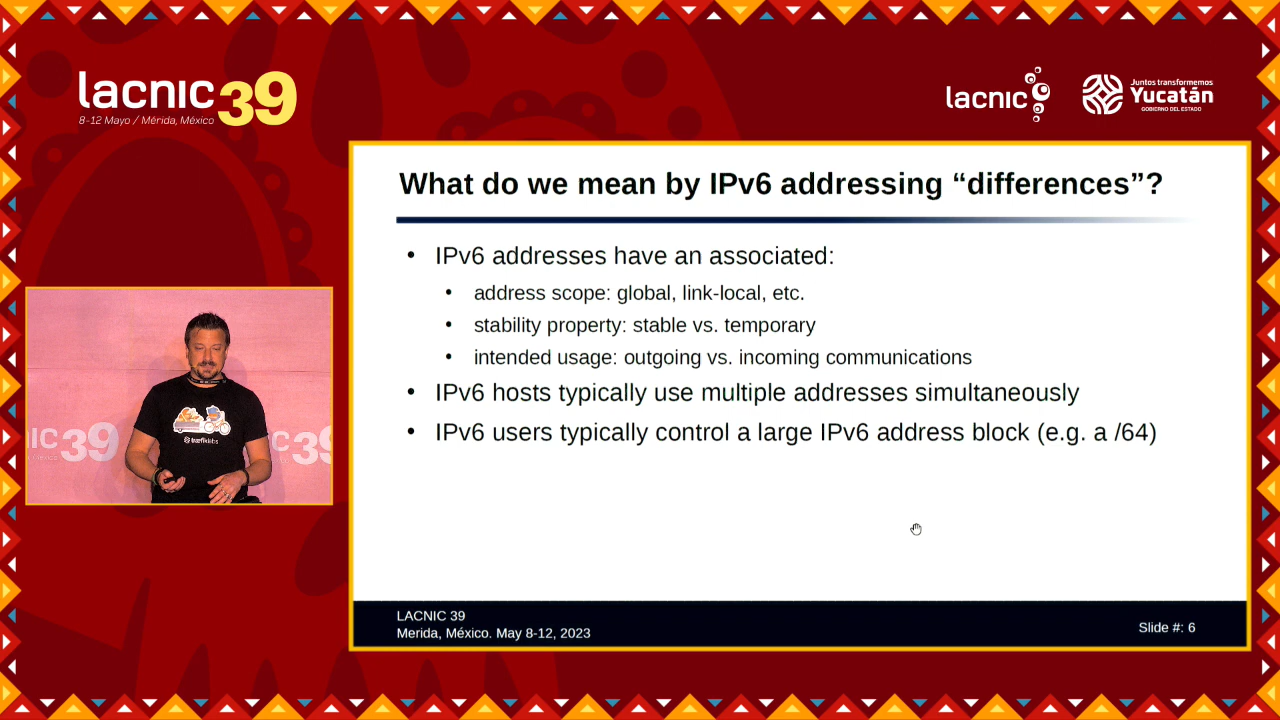 lacnic 39
8-12 Mayo / Mérida, México
lacnic
Juntos transformemos
Yucatán
GOBIERNO DEL ESTADO
What do we mean by IPv6 addressing “differences”?
• IPv6 addresses have an associated:
• address scope: global, link-local, etc.
• stability property: stable vs. temporary
• intended usage: outgoing vs. incoming communications
• IPv6 hosts typically use multiple addresses simultaneously
• IPv6 users typically control a large IPv6 address block (e.g. a /64)
IC39
træfiklabs
C39
LACNIC 39
Merida, México. May 8-12, 2023
Slide #: 6